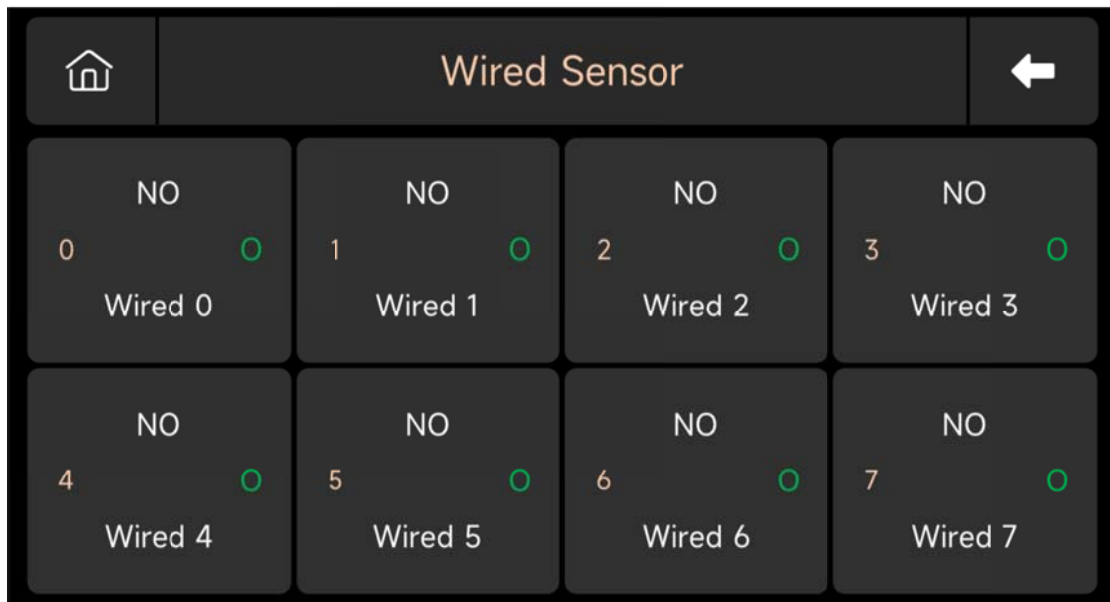 Wired Sensor
NO
0 O
Wired 0
NO
1 O
Wired 1
NO
2 O
Wired 2
NO
3 O
Wired 3
NO
4 O
Wired 4
NO
5 O
Wired 5
NO
6 O
Wired 6
NO
7 O
Wired 7